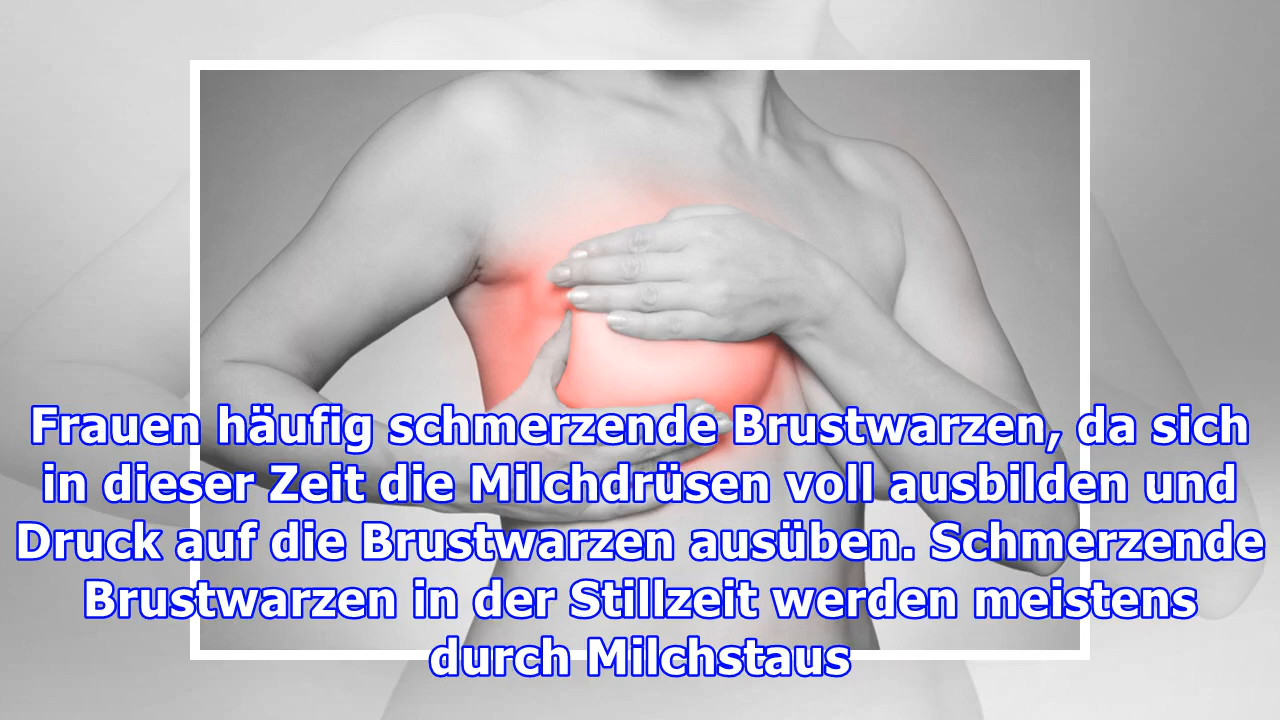 Frauen häufig schmerzende Brustwarzen, da sich
in dieser Zeit die Milchdrüsen voll ausbilden und
Druck auf die Brustwarzen ausüben. Schmerzende
Brustwarzen in der Stillzeit werden meistens
durch Milchstaus